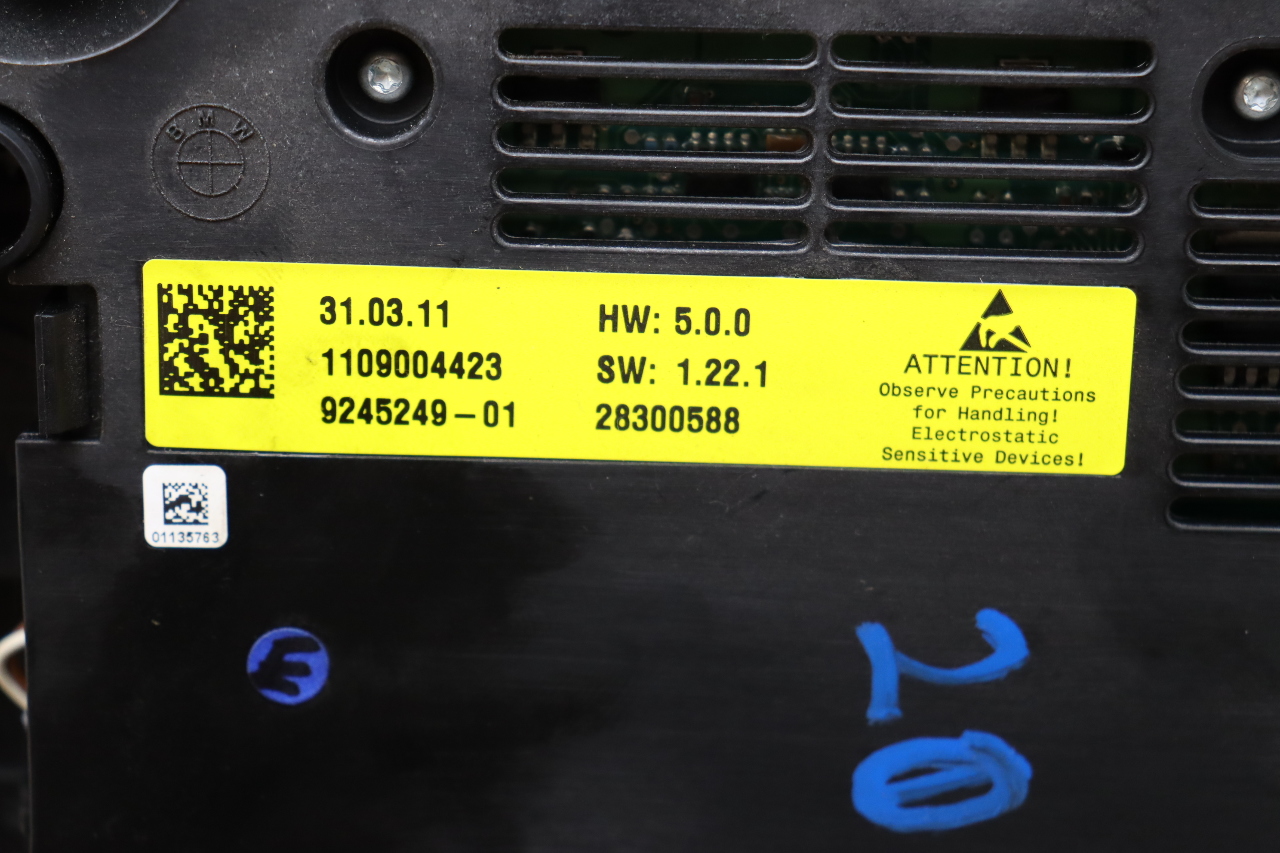 BMW
31.03.11
1109004423
9245249-01
HW: 5.0.0
SW: 1.22.1
28300588
ATTENTION!
Observe Precautions
for Handling!
Electrostatic
Sensitive Devices!
01135763
20